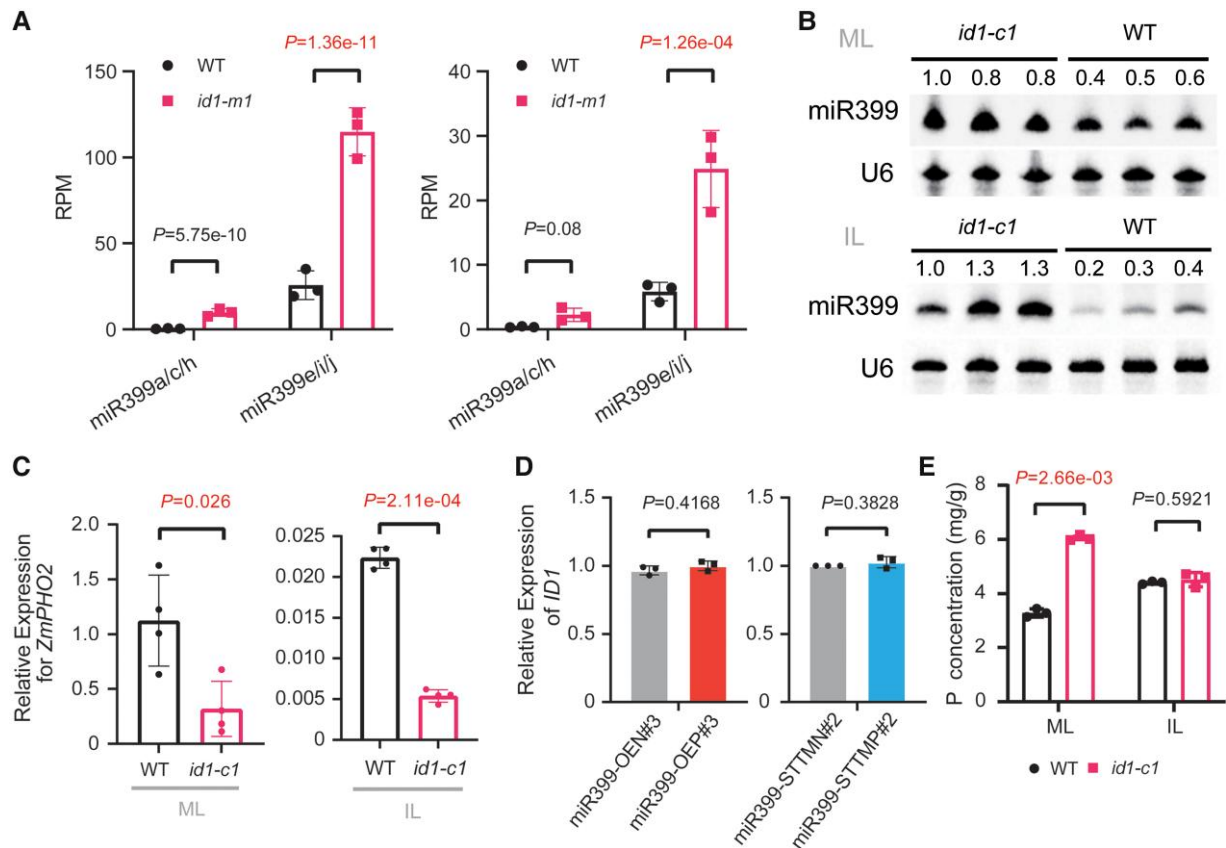 A
P=1.36e-11
WT
id1-m1
150
100
50
0
RPM
P=5.75e-10
miR399a/c/h
miR399e/i/j
P=1.26e-04
WT
id1-m1
40
30
20
10
0
RPM
P=0.08
miR399a/c/h
miR399e/i/j
B
ML
id1-c1
WT
1.0 0.8 0.8 0.4 0.5 0.6
miR399
U6
IL
id1-c1
WT
1.0 1.3 1.3 0.2 0.3 0.4
miR399
U6
C
Relative Expression
for ZmPHO2
P=0.026
2.0
1.5
1.0
0.5
0
WT
id1-c1
ML
P=2.11e-04
0.025
0.020
0.015
0.010
0.005
0
WT
id1-c1
IL
D
Relative Expression
of ID1
P=0.4168
1.5
1.0
0.5
0
miR399-OEN#3
miR399-OEP#3
P=0.3828
1.5
1.0
0.5
0
miR399-STTMN#2
miR399-STTMP#2
E
P concentration (mg/g)
P=2.66e-03
P=0.5921
8
6
4
2
0
ML
IL
WT
id1-c1